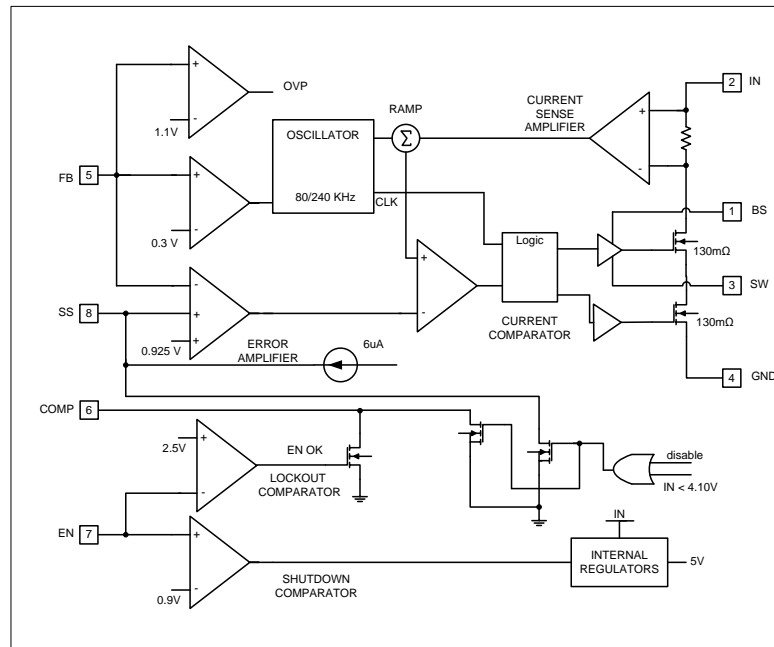 +
OVP
-
1.1V
RAMP
CURRENT
SENSE
AMPLIFIER
+
-
2
IN
OSCILLATOR
80/240 KHz
Σ
CLK
FB
5
+
-
0.3 V
1
BS
Logic
130mΩ
3
SW
+
-
CURRENT
COMPARATOR
130mΩ
4
GND
SS
8
-
+
+
0.925 V
ERROR
AMPLIFIER
6uA
COMP
6
2.5V
+
-
EN OK
LOCKOUT
COMPARATOR
disable
IN < 4.10V
EN
7
+
-
0.9V
SHUTDOWN
COMPARATOR
IN
INTERNAL
REGULATORS
5V